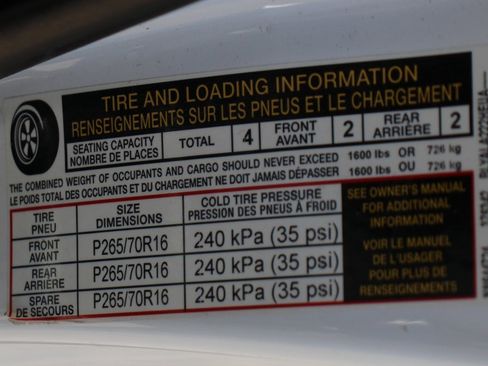 TIRE AND LOADING INFORMATION
RENSEIGNEMENTS SUR LES PNEUS ET LE CHARGEMENT
SEATING CAPACITY
NOMBRE DE PLACES
TOTAL 4 FRONT AVANT 2 REAR ARRIÈRE 2
THE COMBINED WEIGHT OF OCCUPANTS AND CARGO SHOULD NEVER EXCEED 1600 lbs OR 726 kg
LE POIDS TOTAL DES OCCUPANTS ET DU CHARGEMENT NE DOIT JAMAIS DÉPASSER 1600 lbs OU 726 kg
TIRE PNEU
SIZE DIMENSIONS
COLD TIRE PRESSURE
PRESSION DES PNEUS À FROID
FRONT AVANT P265/70R16 240 kPa (35 psi)
REAR ARRIÈRE P265/70R16 240 kPa (35 psi)
SPARE DE SECOURS P265/70R16 240 kPa (35 psi)
SEE OWNER'S MANUAL
FOR ADDITIONAL
INFORMATION
VOIR LE MANUEL
DE L'USAGER
POUR PLUS DE
RENSEIGNEMENTS